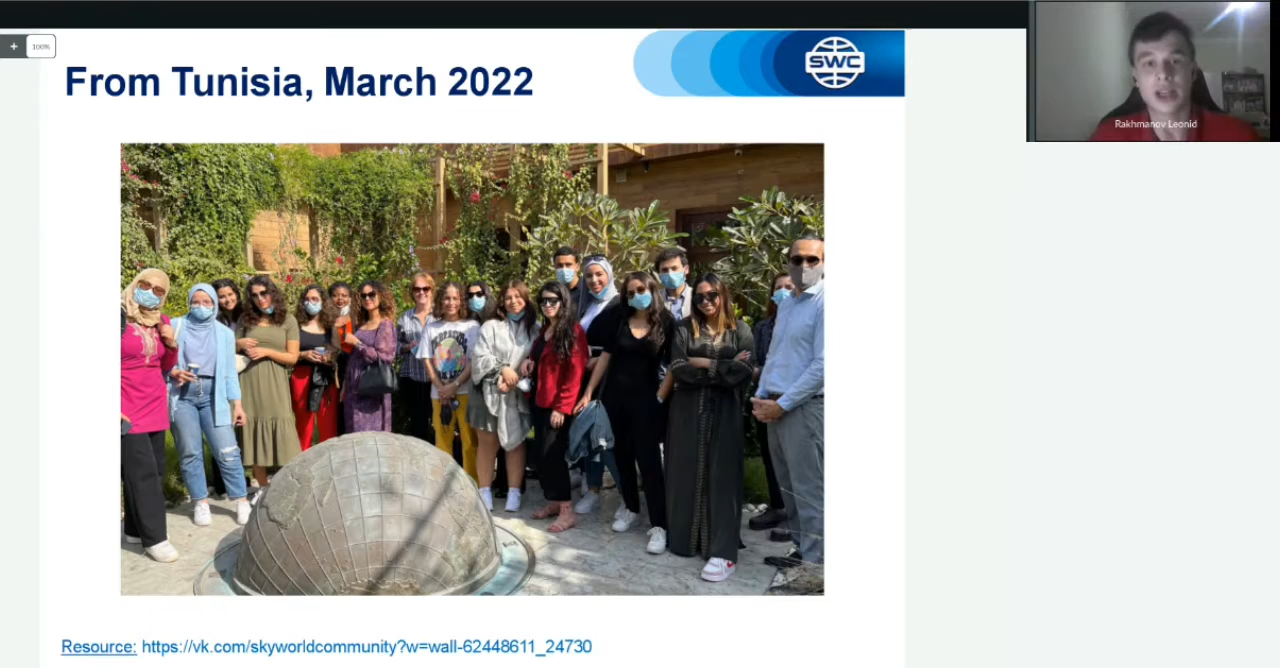 + 100%
From Tunisia, March 2022
SWC
Rakhmanov Leonid
Resource: https://vk.com/skyworldcommunity?w=wall-62448611_24730